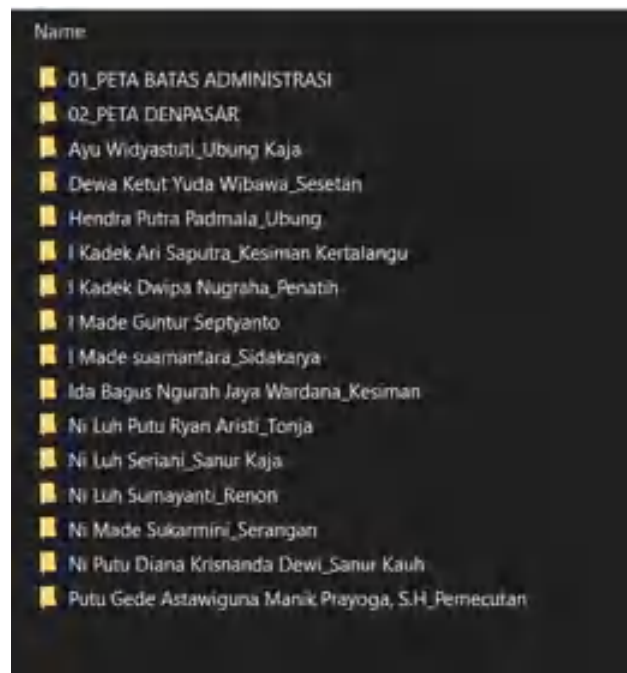 Name
01_PETA BATAS ADMINISTRASI
02_PETA DENPASAR
Ayu Widyastuti_Ubung Kaja
Dewa Ketut Yuda Wibawa_Sesetan
Hendra Putra Padmala_Ubung
I Kadek Ari Saputra_Kesiman Kertalangu
I Kadek Dwipa Nugraha_Penatih
I Made Guntur Septyanto
I Made suamantara_Sidakarya
Ida Bagus Ngurah Jaya Wardana_Kesiman
Ni Luh Putu Ryan Aristi_Tonja
Ni Luh Seriani_Sanur Kaja
Ni Luh Sumayanti_Renon
Ni Made Sukarmini_Serangan
Ni Putu Diana Krisnanda Dewi_Sanur Kauh
Putu Gede Astawiguna Manik Prayoga, S.H_Pemecutan